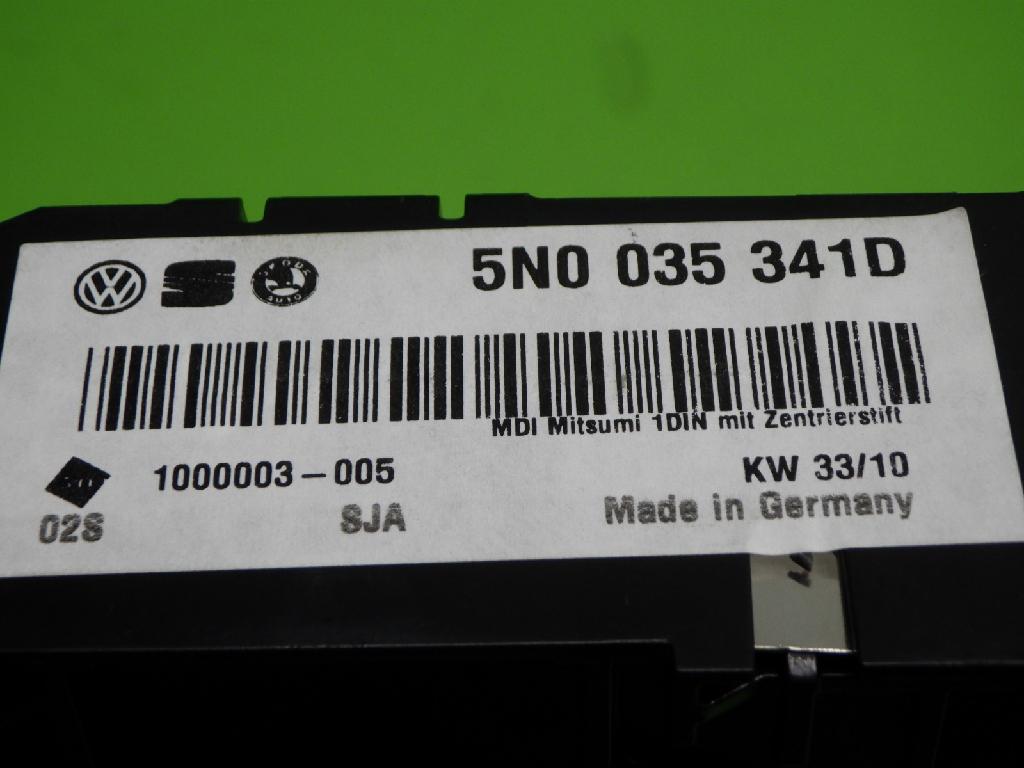 5N0 035 341D
MDI Mitsumi 1DIN mit Zentrierstift
1000003-005
KW 33/10
02S
SJA
Made in Germany